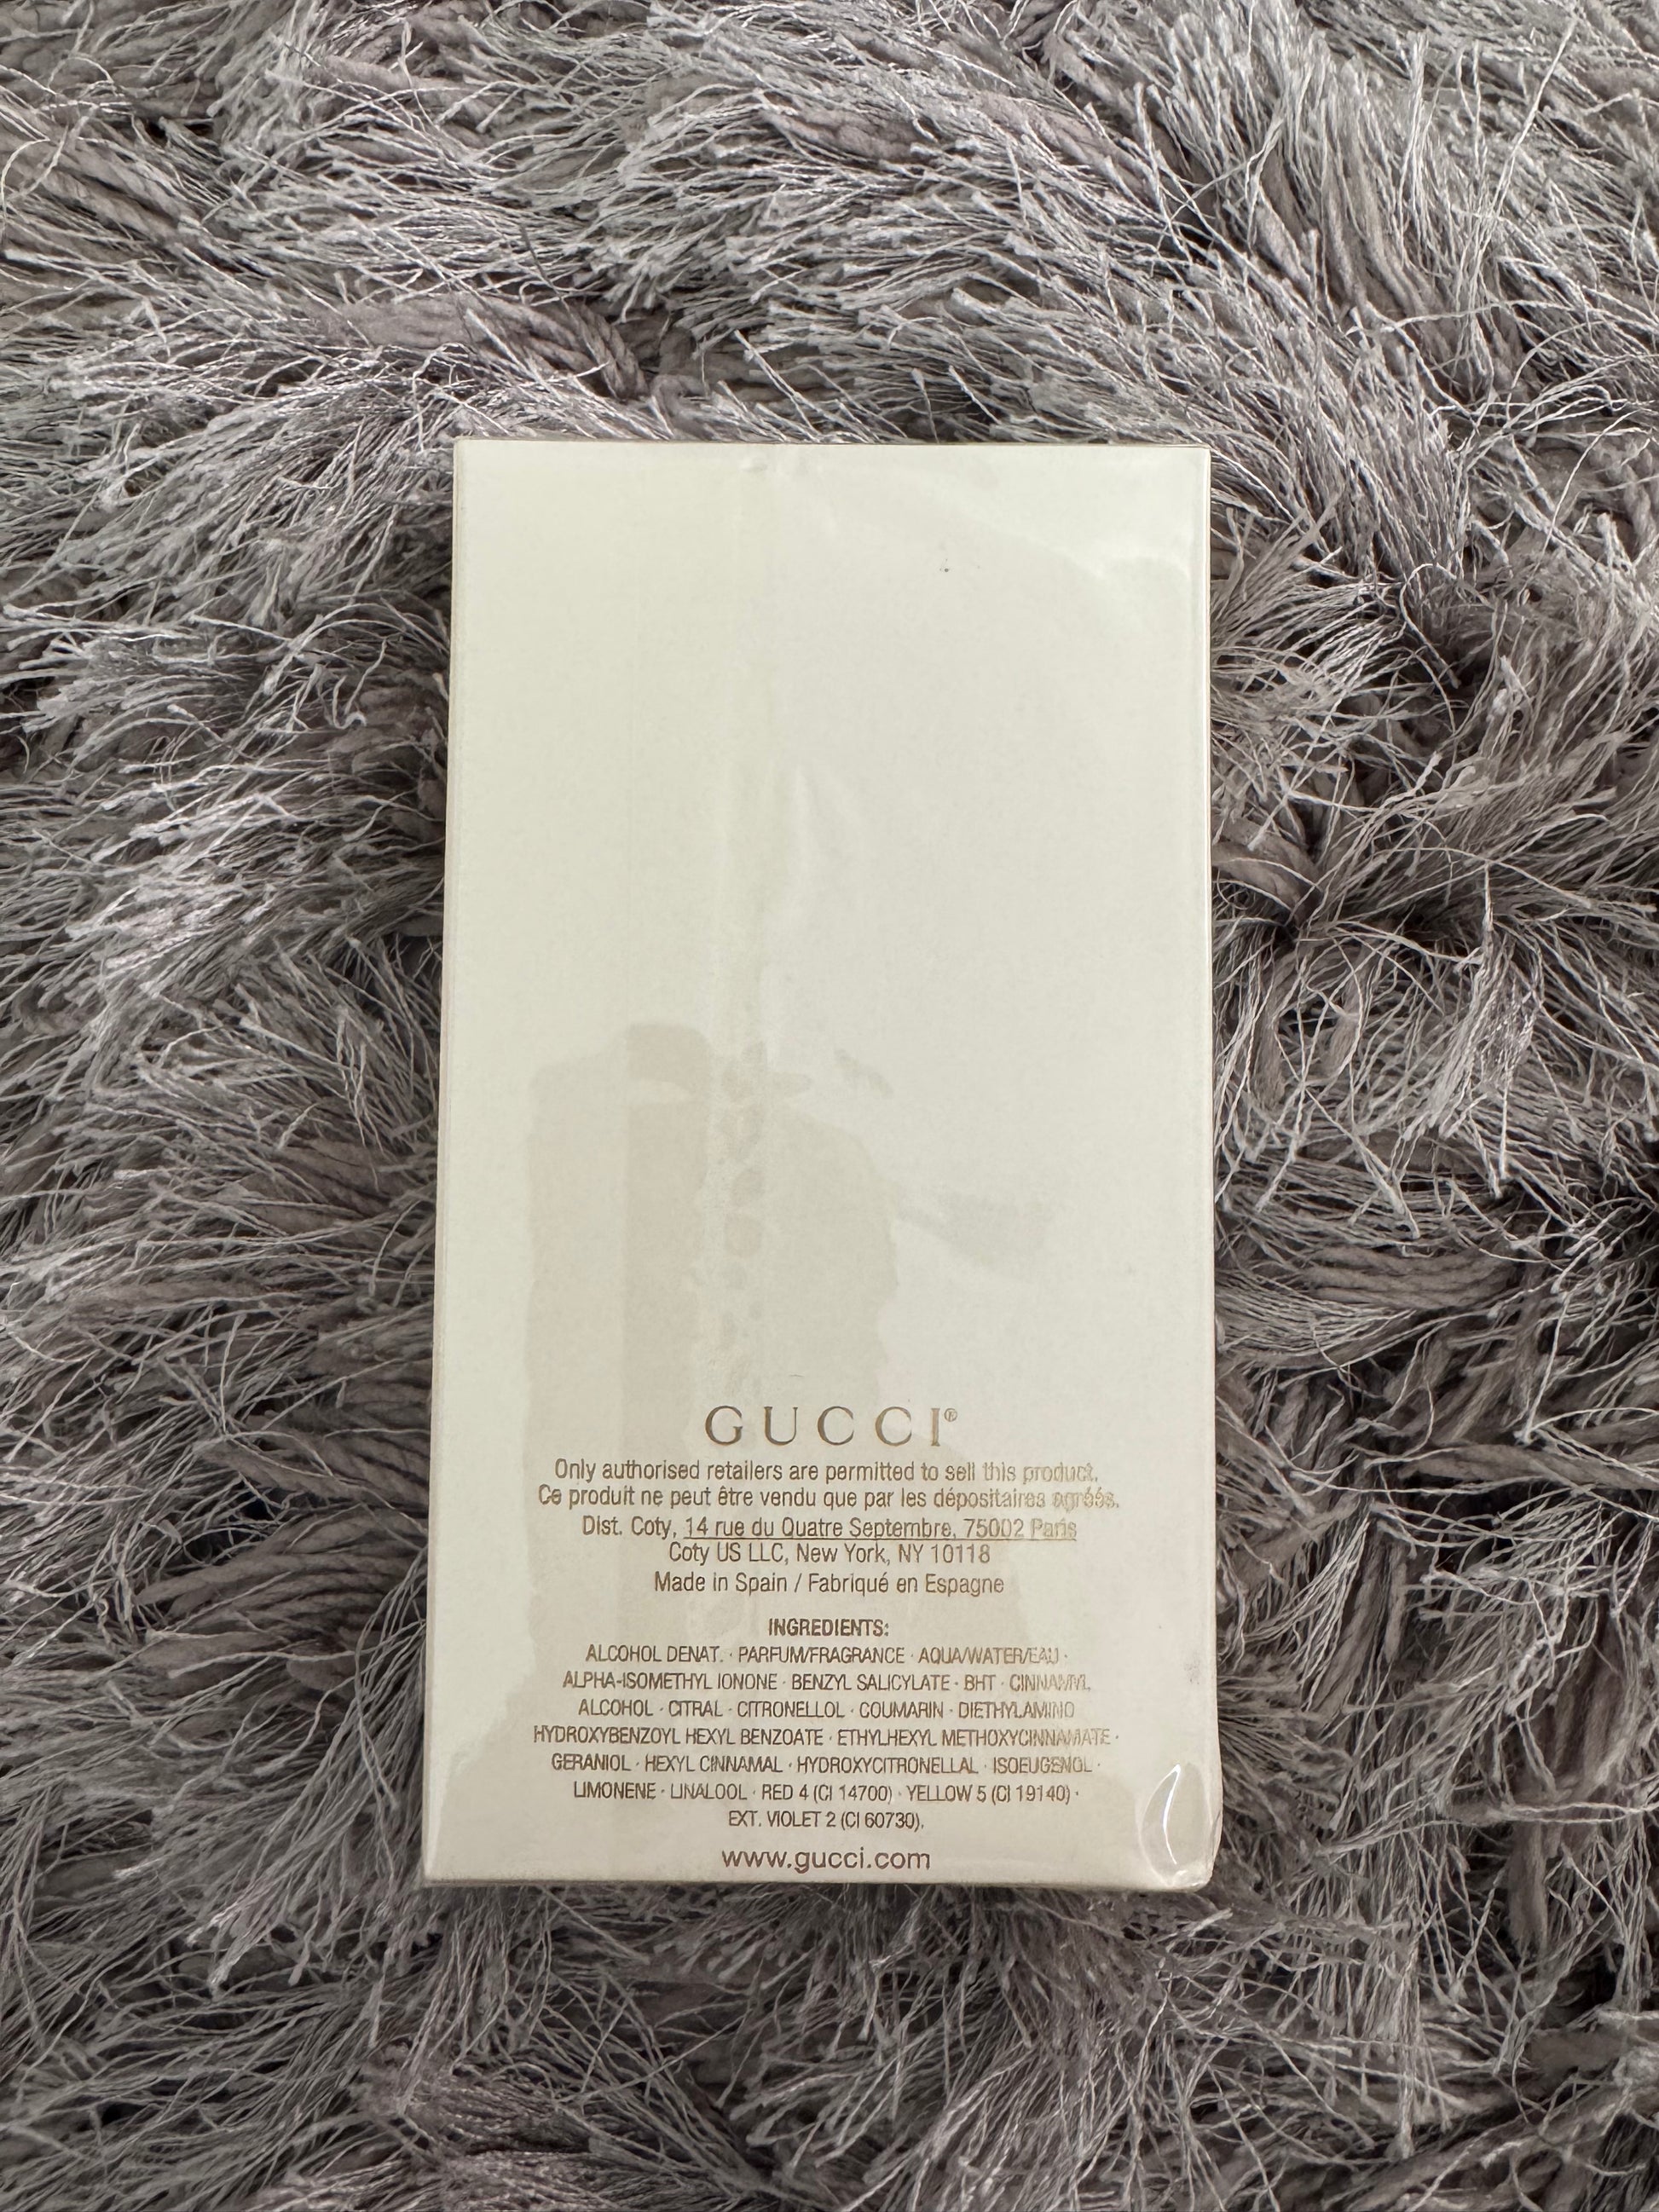 GUCCI®
Only authorised retailers are permitted to sell this product.
Ce produit ne peut être vendu que par les dépositaires agréés.
Dist. Coty, 14 rue du Quatre Septembre, 75002 Paris
Coty US LLC, New York, NY 10118
Made in Spain / Fabriqué en Espagne
INGREDIENTS:
ALCOHOL DENAT. · PARFUM/FRAGRANCE · AQUA/WATER/EAU ·
ALPHA-ISOMETHYL IONONE · BENZYL SALICYLATE · BHT · CINNAMYL
ALCOHOL · CITRAL · CITRONELLOL · COUMARIN · DIETHYLAMINO
HYDROXYBENZOYL HEXYL BENZOATE · ETHYLHEXYL METHOXYCINNAMATE ·
GERANIOL · HEXYL CINNAMAL · HYDROXYCITRONELLAL · ISOEUGENOL ·
LIMONENE · LINALOOL · RED 4 (CI 14700) · YELLOW 5 (CI 19140) ·
EXT. VIOLET 2 (CI 60730).
www.gucci.com